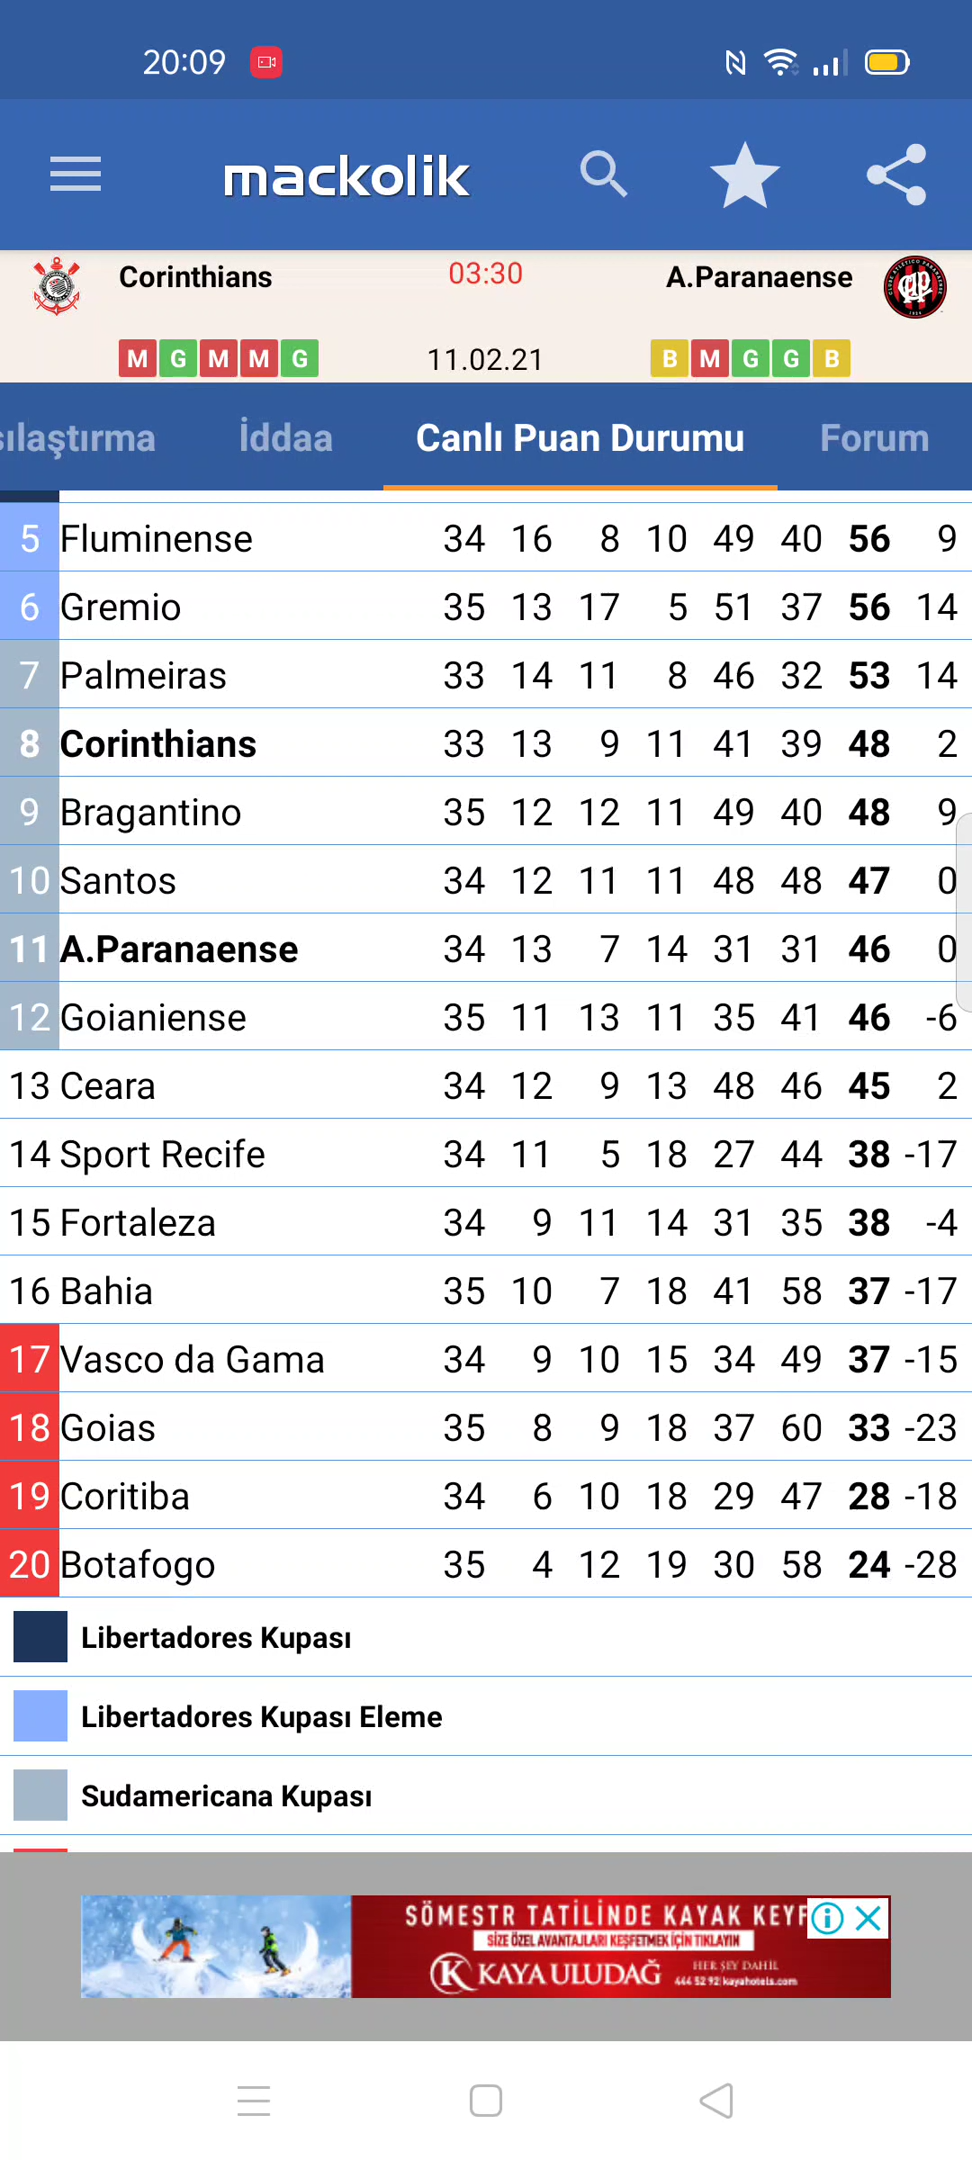 20:09
mackolik
Corinthians 03:30 A.Paranaense
M G M M G 11.02.21 B M G G B
sılaştırma İddaa Canlı Puan Durumu Forum
5 Fluminense 34 16 8 10 49 40 56 9
6 Gremio 35 13 17 5 51 37 56 14
7 Palmeiras 33 14 11 8 46 32 53 14
8 Corinthians 33 13 9 11 41 39 48 2
9 Bragantino 35 12 12 11 49 40 48 9
10 Santos 34 12 11 11 48 48 47 0
11 A.Paranaense 34 13 7 14 31 31 46 0
12 Goianiense 35 11 13 11 35 41 46 -6
13 Ceara 34 12 9 13 48 46 45 2
14 Sport Recife 34 11 5 18 27 44 38 -17
15 Fortaleza 34 9 11 14 31 35 38 -4
16 Bahia 35 10 7 18 41 58 37 -17
17 Vasco da Gama 34 9 10 15 34 49 37 -15
18 Goias 35 8 9 18 37 60 33 -23
19 Coritiba 34 6 10 18 29 47 28 -18
20 Botafogo 35 4 12 19 30 58 24 -28
Libertadores Kupası
Libertadores Kupası Eleme
Sudamericana Kupası
SÖMESTR TATİLİNDE KAYAK KEYF
SİZE ÖZEL AVANTAJLARI KEŞFETMEK İÇİN TIKLAYIN
K KAYA ULUDAĞ HER ŞEY DAHİL
444 52 92 | kayahotels.com